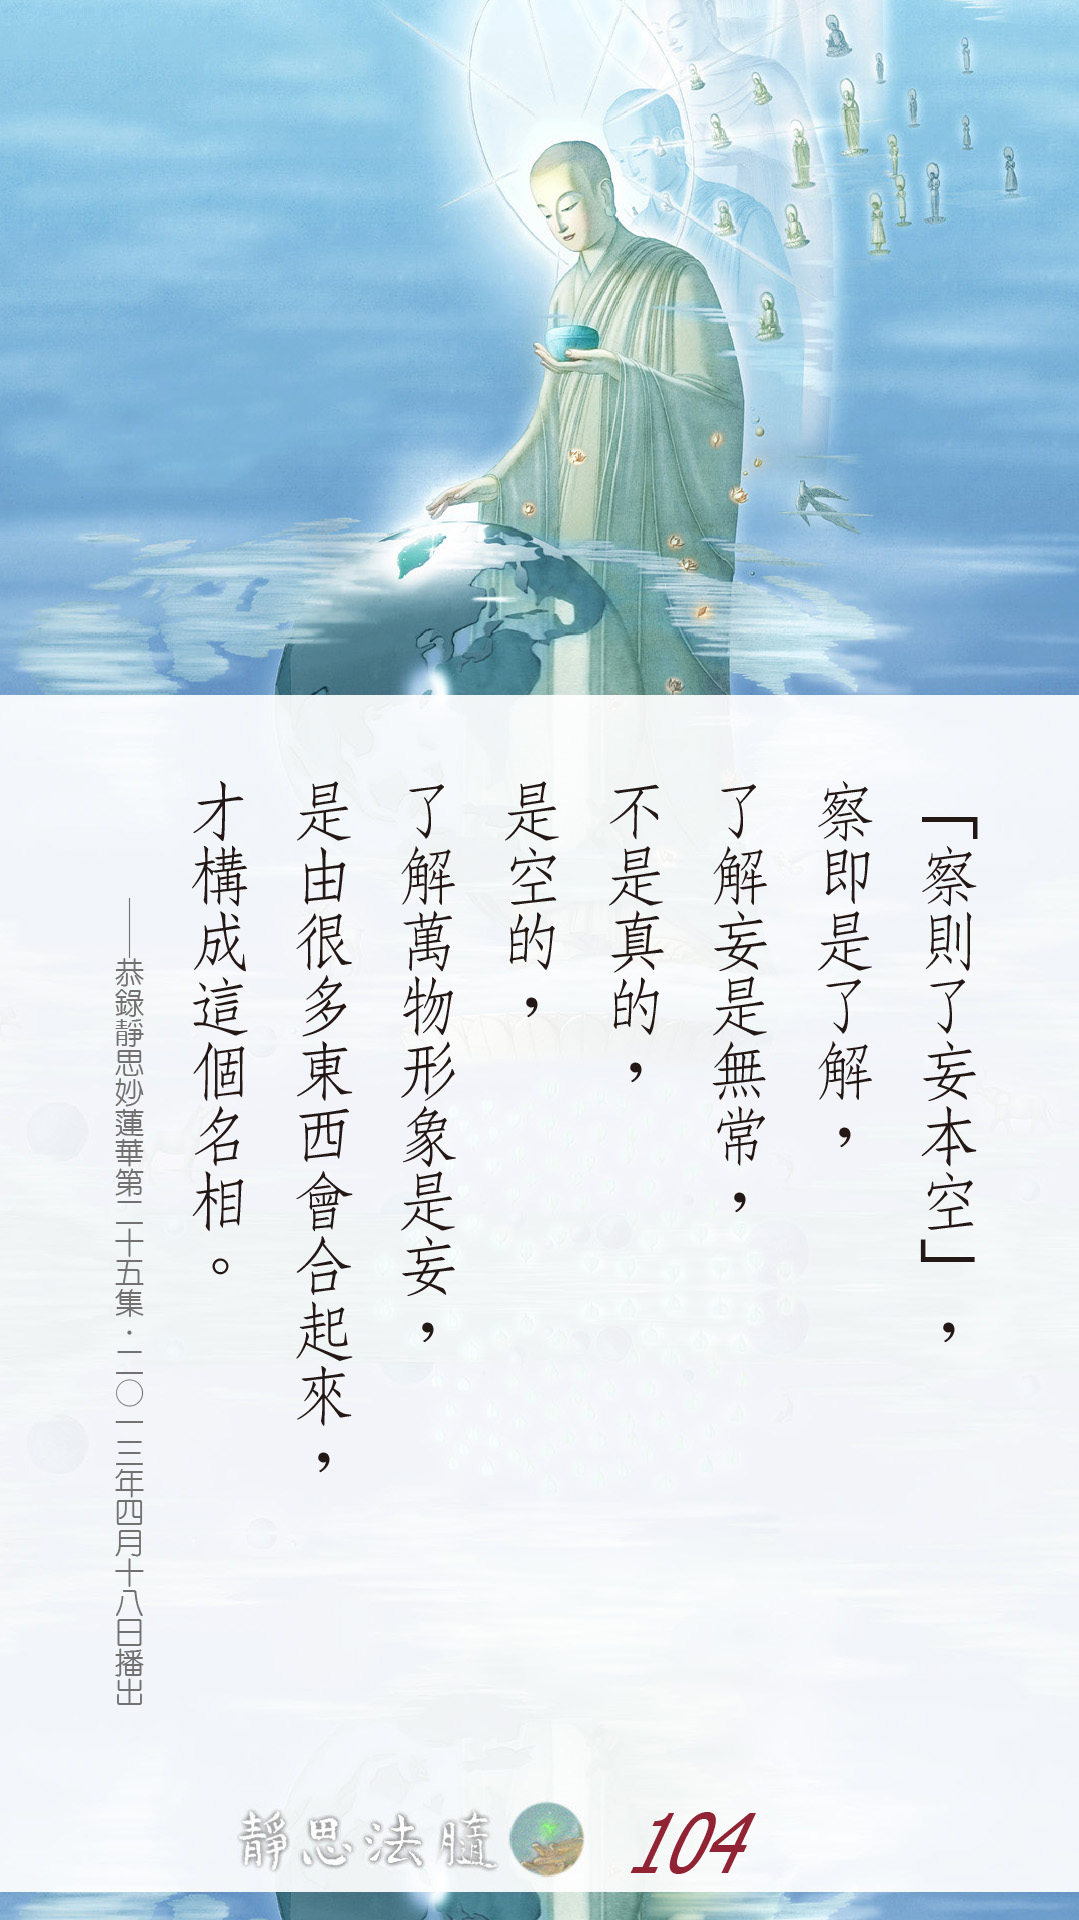 「察則了妄本空」，
察即是了解，
了解妄是無常，
不是真的，
是空的，
了解萬物形象是妄，
是由很多東西會合起來，
才構成這個名相。
——恭錄靜思妙蓮華第二十五集．二〇一三年四月十八日播出
靜思法髓
104